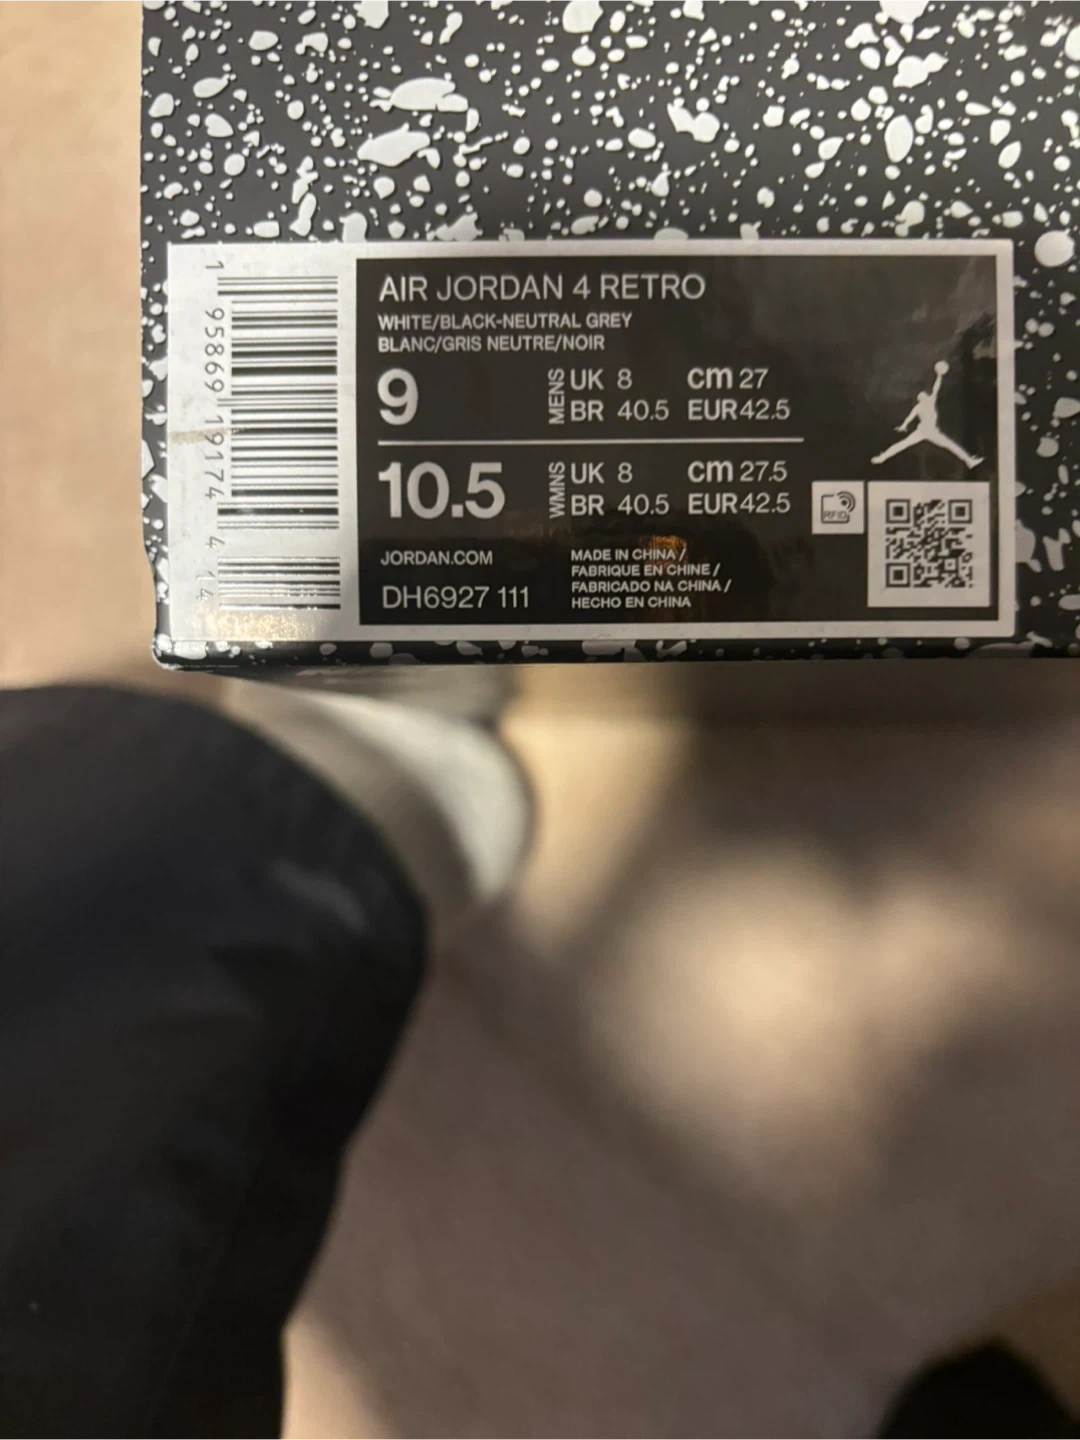 1 95869 19174 4 14
AIR JORDAN 4 RETRO
WHITE/BLACK-NEUTRAL GREY
BLANC/GRIS NEUTRE/NOIR
9 MENS UK 8 cm 27
BR 40.5 EUR 42.5
10.5 WMNS UK 8 cm 27.5
BR 40.5 EUR 42.5
RFID
JORDAN.COM
DH6927 111
MADE IN CHINA /
FABRIQUE EN CHINE /
FABRICADO NA CHINA /
HECHO EN CHINA